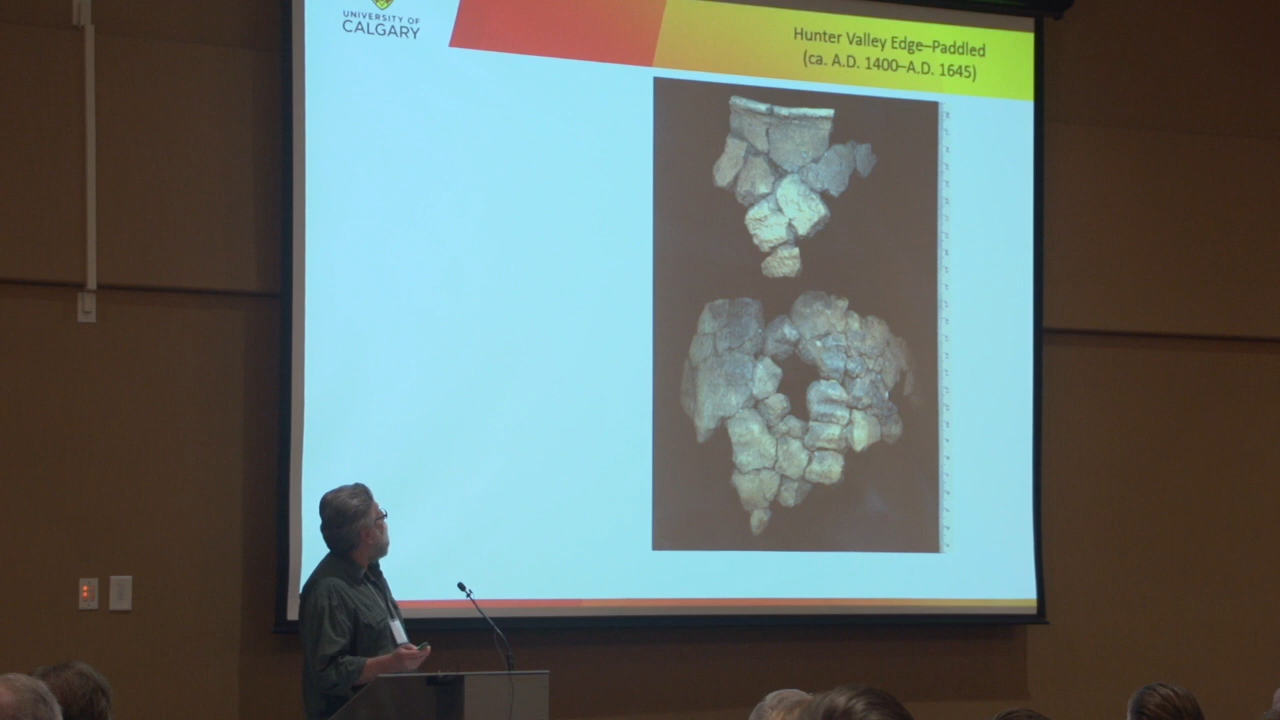 UNIVERSITY OF
CALGARY
Hunter Valley Edge–Paddled
(ca. A.D. 1400–A.D. 1645)